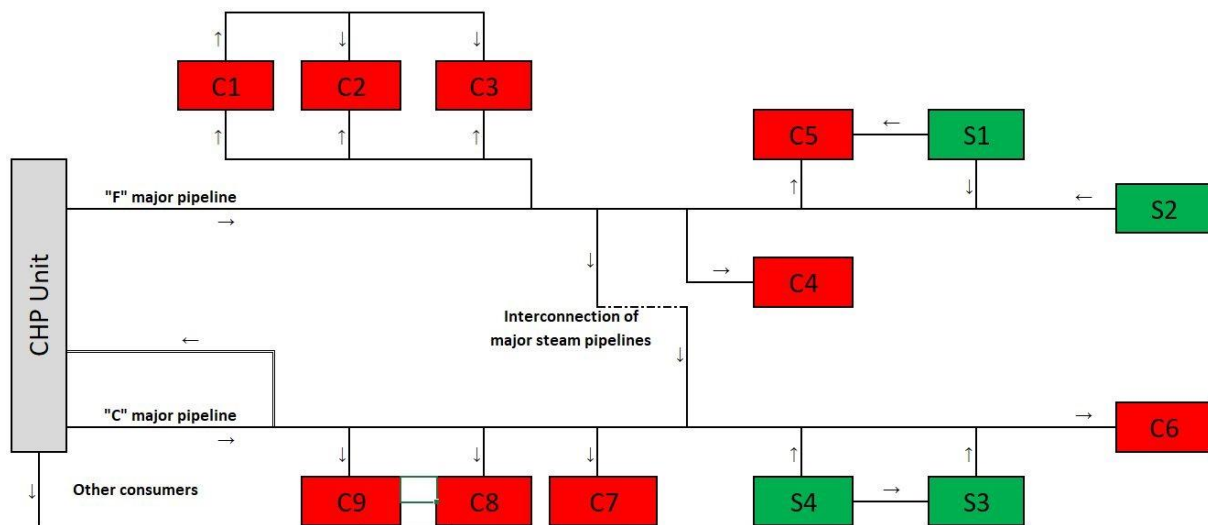 C1
C2
C3
C5
S1
"F" major pipeline
S2
CHP Unit
C4
Interconnection of
major steam pipelines
"C" major pipeline
C6
Other consumers
C9
C8
C7
S4
S3